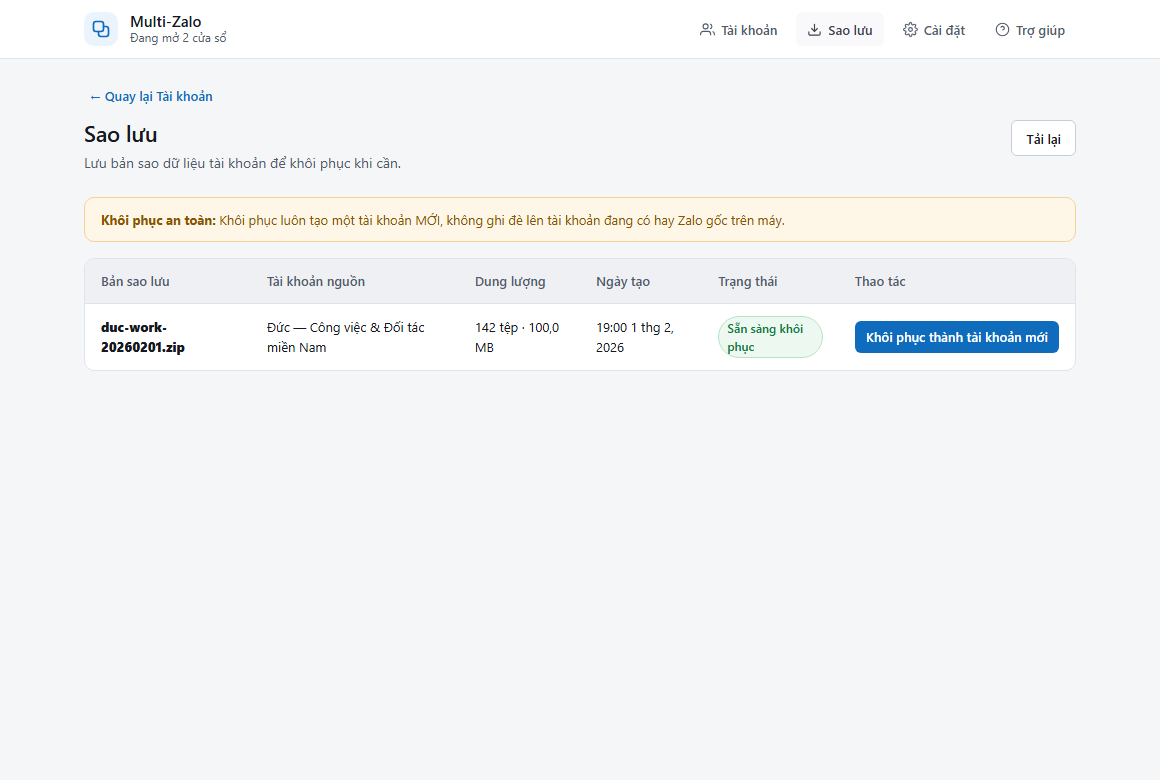 Multi-Zalo
Đang mở 2 cửa sổ
Tài khoản
Sao lưu
Cài đặt
Trợ giúp
← Quay lại Tài khoản
Sao lưu
Lưu bản sao dữ liệu tài khoản để khôi phục khi cần.
Tải lại
Khôi phục an toàn: Khôi phục luôn tạo một tài khoản MỚI, không ghi đè lên tài khoản đang có hay Zalo gốc trên máy.
Bản sao lưu
Tài khoản nguồn
Dung lượng
Ngày tạo
Trạng thái
Thao tác
duc-work-
20260201.zip
Đức — Công việc & Đối tác
miền Nam
142 tệp · 100,0
MB
19:00 1 thg 2,
2026
Sẵn sàng khôi
phục
Khôi phục thành tài khoản mới